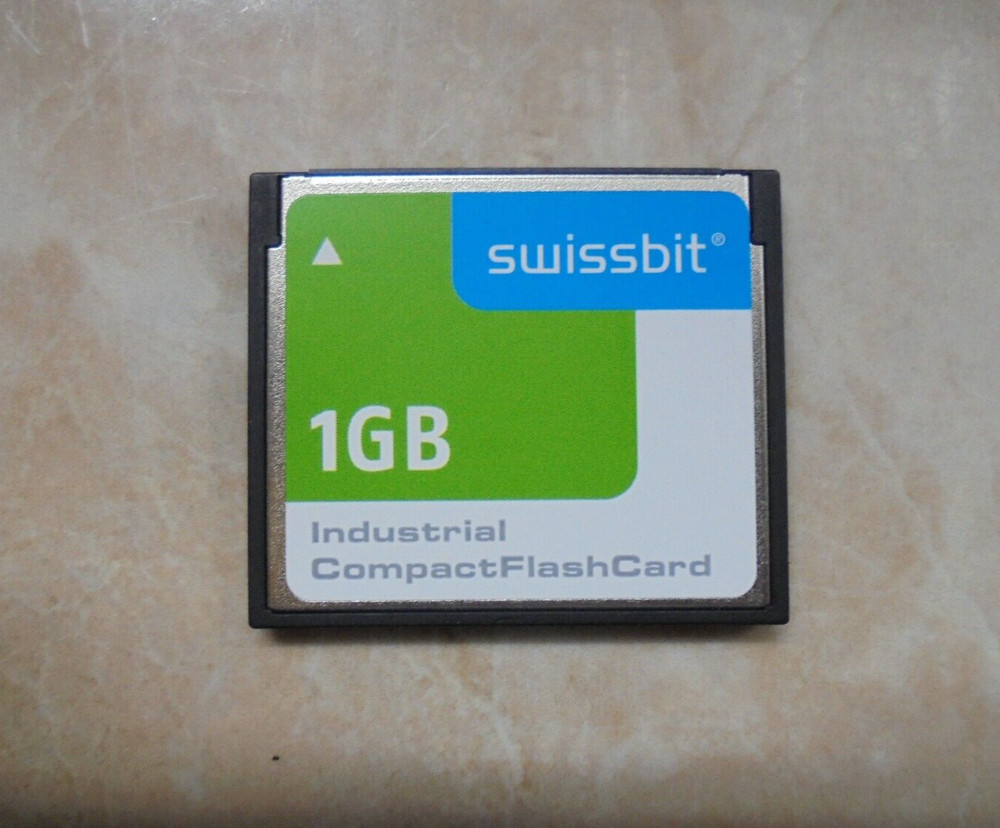 swissbit®
1GB
Industrial
CompactFlashCard